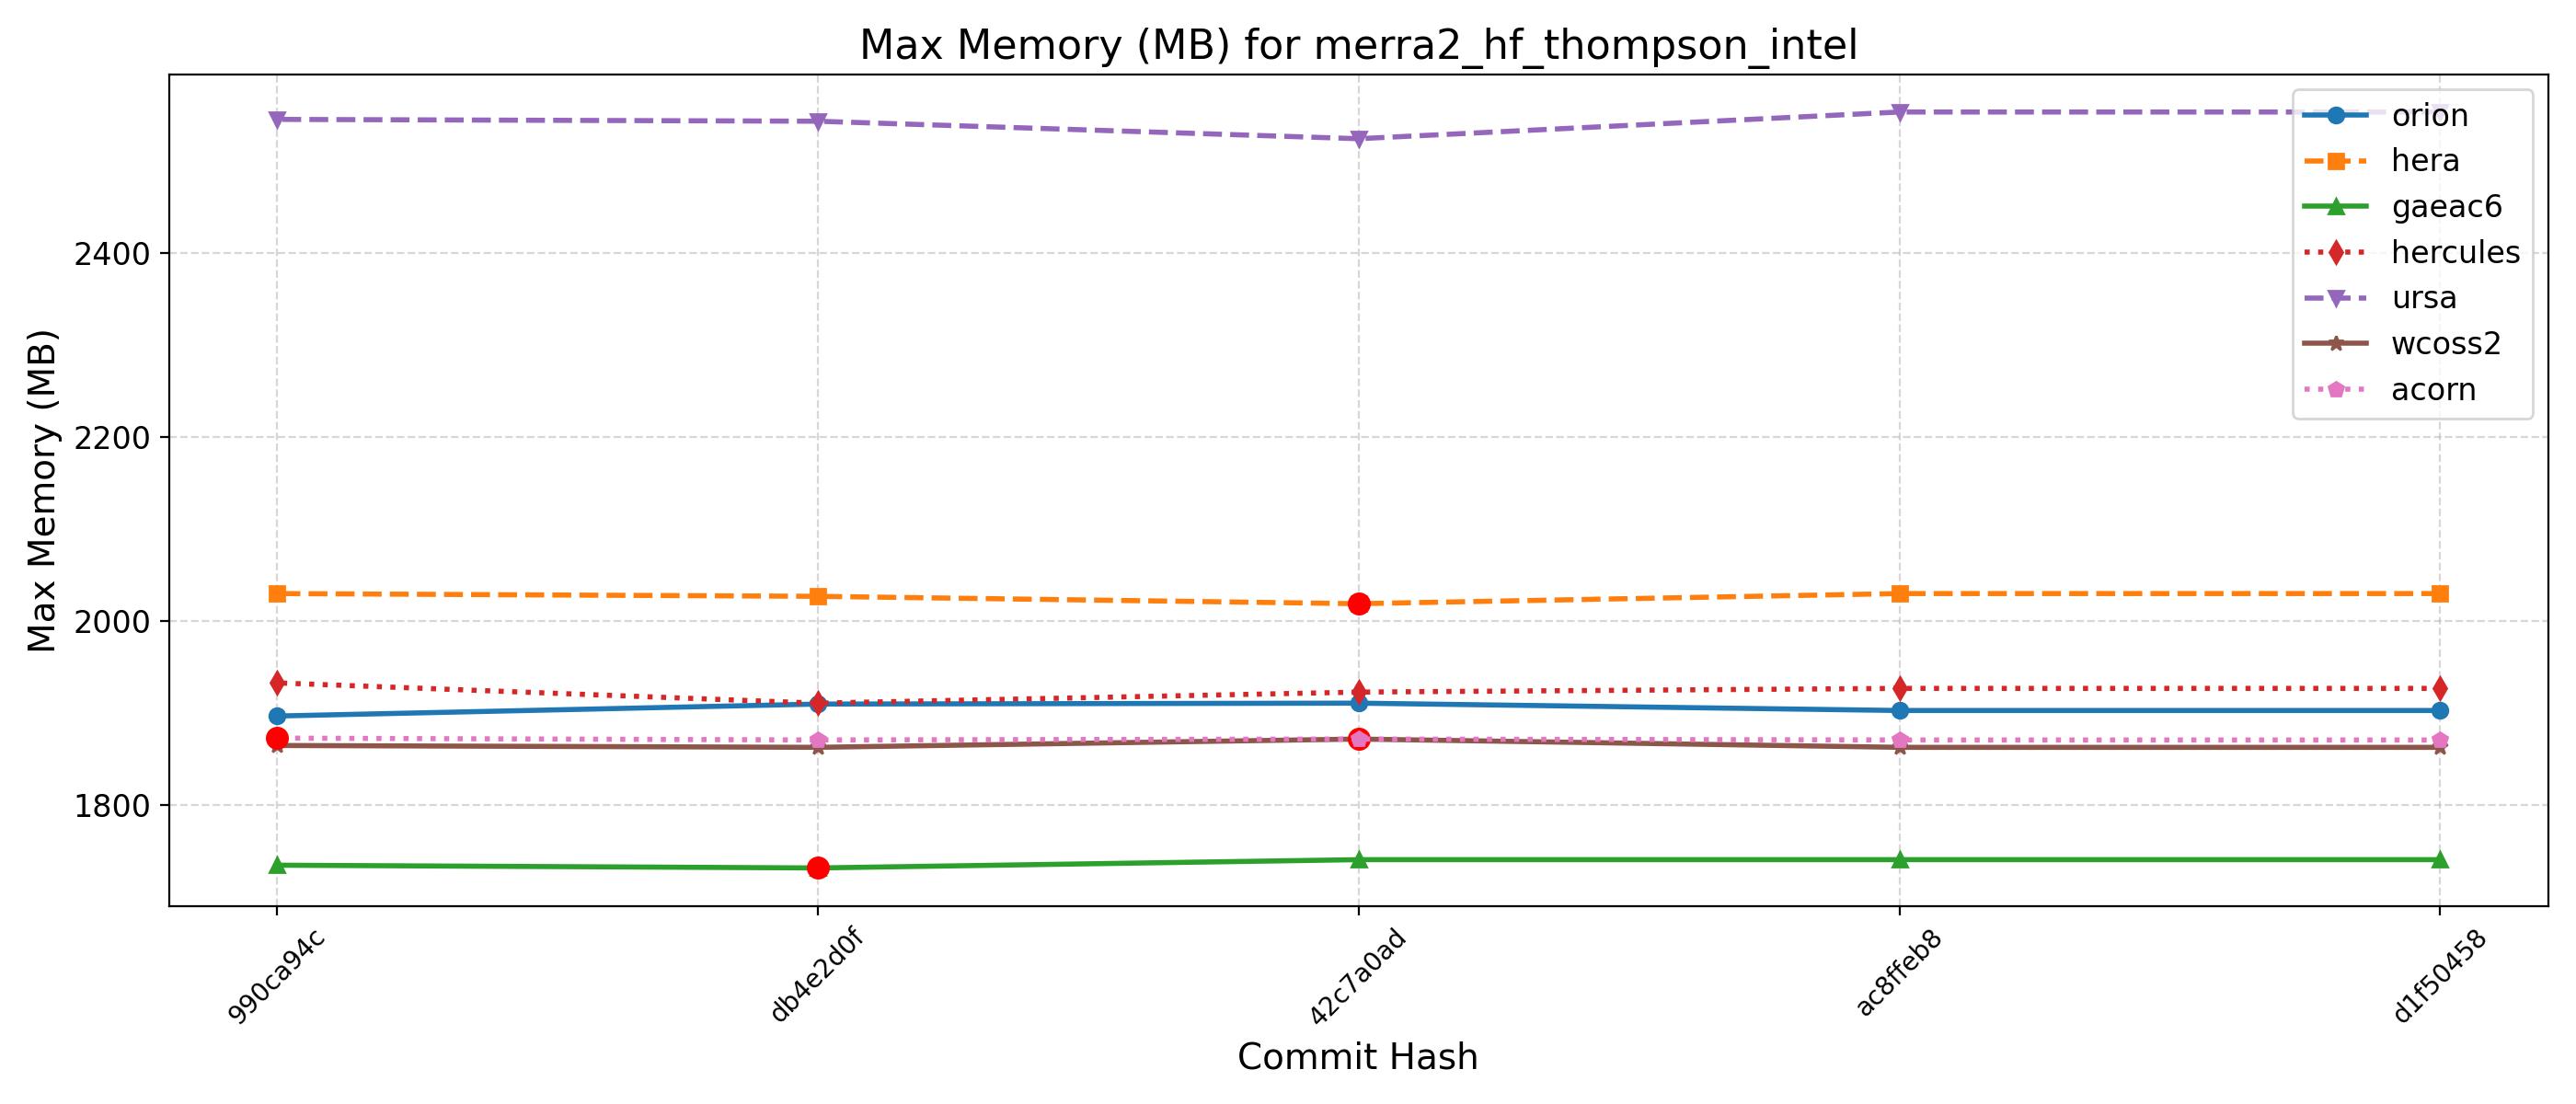 Max Memory (MB) for merra2_hf_thompson_intel
Max Memory (MB)
2400
2200
2000
1800
orion
hera
gaeac6
hercules
ursa
wcoss2
acorn
990ca94c
db4e2d0f
42c7a0ad
ac8ffeb8
d1f50458
Commit Hash